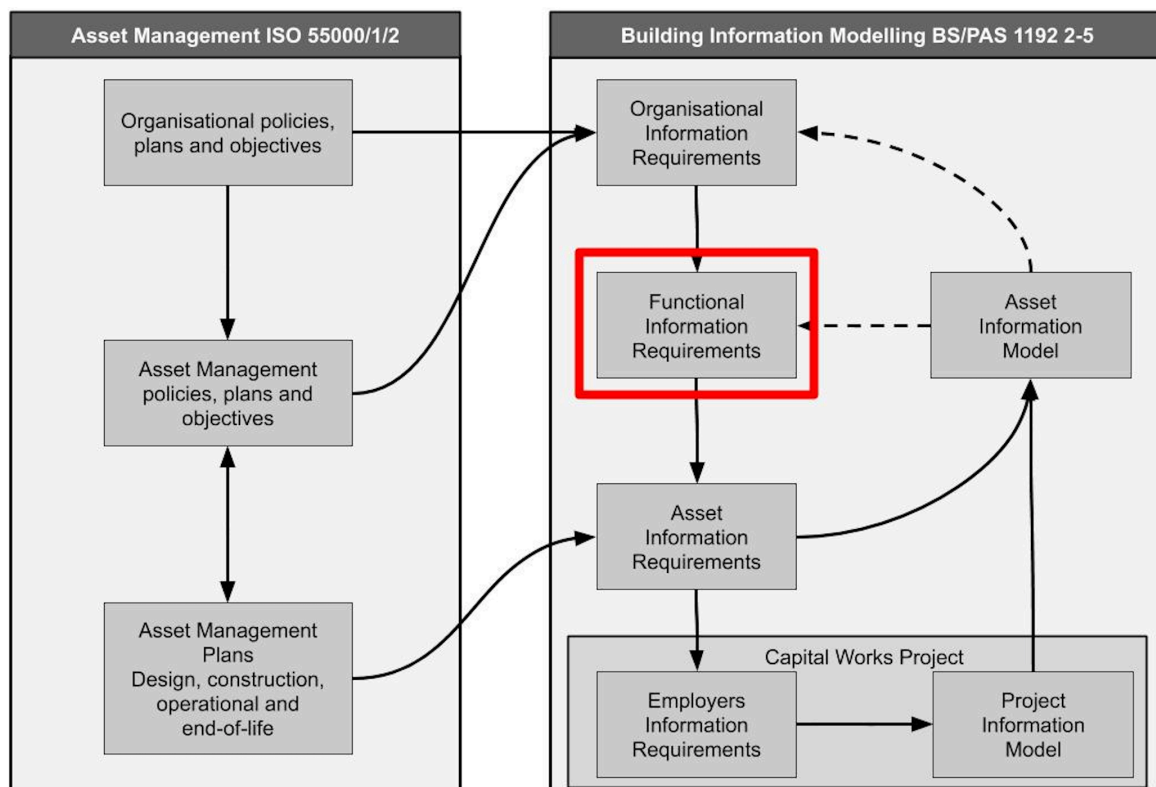 Asset Management ISO 55000/1/2
Organisational policies,
plans and objectives
Asset Management
policies, plans and
objectives
Asset Management
Plans
Design, construction,
operational and
end-of-life
Building Information Modelling BS/PAS 1192 2-5
Organisational
Information
Requirements
Functional
Information
Requirements
Asset
Information
Model
Asset
Information
Requirements
Capital Works Project
Employers
Information
Requirements
Project
Information
Model